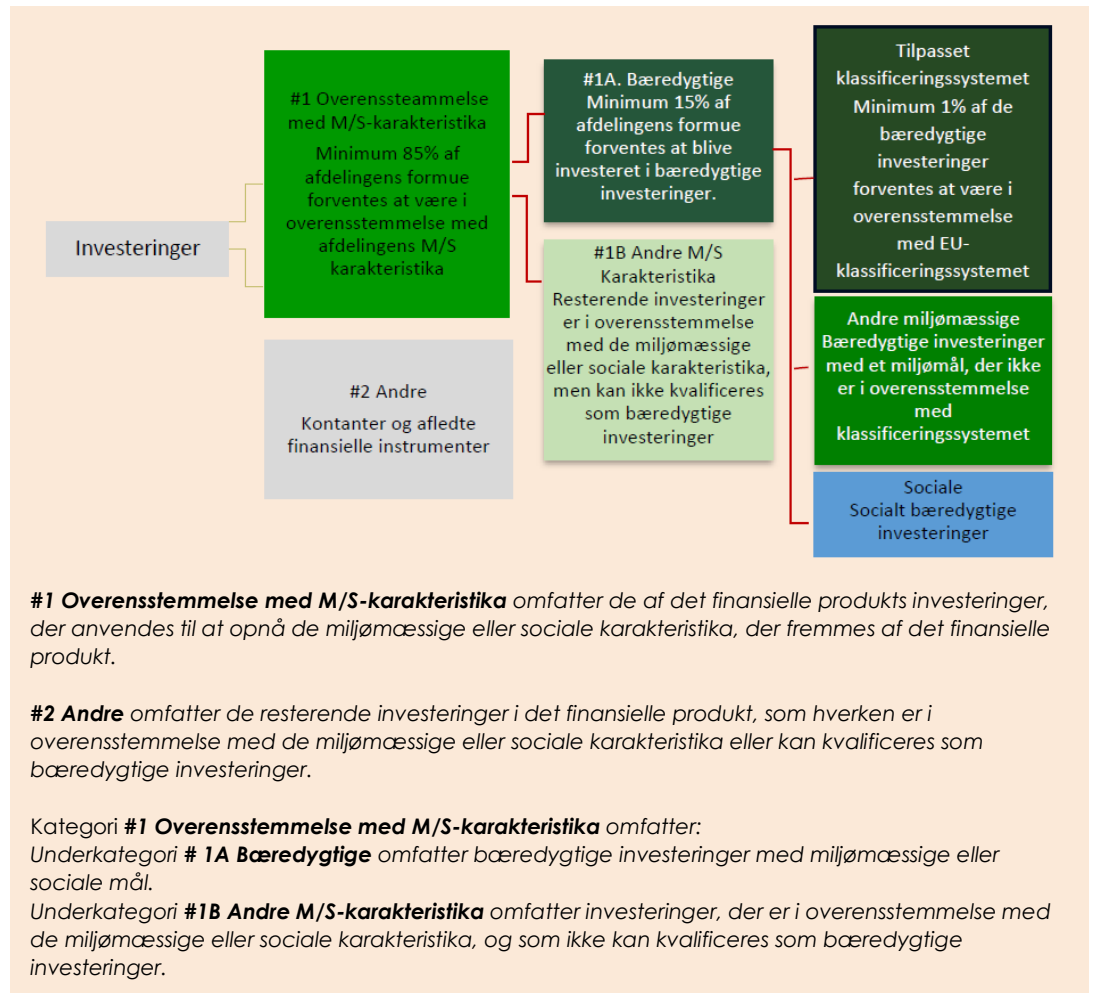 Investeringer
#1 Overenssteammelse
med M/S-karakteristika
Minimum 85% af
afdelingens formue
forventes at være i
overensstemmelse med
afdelingens M/S
karakteristika
#2 Andre
Kontanter og afledte
finansielle instrumenter
#1A. Bæredygtige
Minimum 15% af
afdelingens formue
forventes at blive
investeret i bæredygtige
investeringer.
#1B Andre M/S
Karakteristika
Resterende investeringer
er i overensstemmelse
med de miljømæssige
eller sociale karakteristika,
men kan ikke kvalificeres
som bæredygtige
investeringer
Tilpasset
klassificeringssystemet
Minimum 1% af de
bæredygtige
investeringer
forventes at være i
overensstemmelse
med EU-
klassificeringssystemet
Andre miljømæssige
Bæredygtige investeringer
med et miljømål, der ikke
er i overensstemmelse
med
klassificeringssystemet
Sociale
Socialt bæredygtige
investeringer
#1 Overensstemmelse med M/S-karakteristika omfatter de af det finansielle produkts investeringer,
der anvendes til at opnå de miljømæssige eller sociale karakteristika, der fremmes af det finansielle
produkt.
#2 Andre omfatter de resterende investeringer i det finansielle produkt, som hverken er i
overensstemmelse med de miljømæssige eller sociale karakteristika eller kan kvalificeres som
bæredygtige investeringer.
Kategori #1 Overensstemmelse med M/S-karakteristika omfatter:
Underkategori # 1A Bæredygtige omfatter bæredygtige investeringer med miljømæssige eller
sociale mål.
Underkategori #1B Andre M/S-karakteristika omfatter investeringer, der er i overensstemmelse med
de miljømæssige eller sociale karakteristika, og som ikke kan kvalificeres som bæredygtige
investeringer.